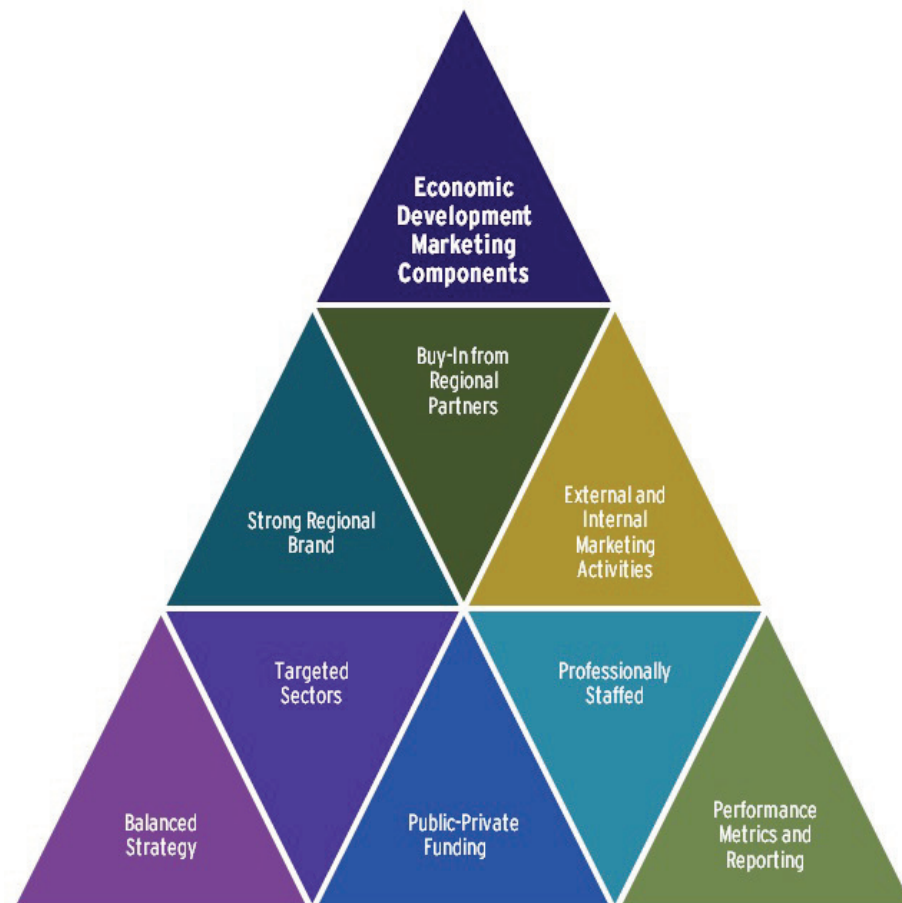 Economic
Development
Marketing
Components
Buy-In from
Regional
Partners
Strong Regional
Brand
External and
Internal
Marketing
Activities
Targeted
Sectors
Professionally
Staffed
Balanced
Strategy
Public-Private
Funding
Performance
Metrics and
Reporting